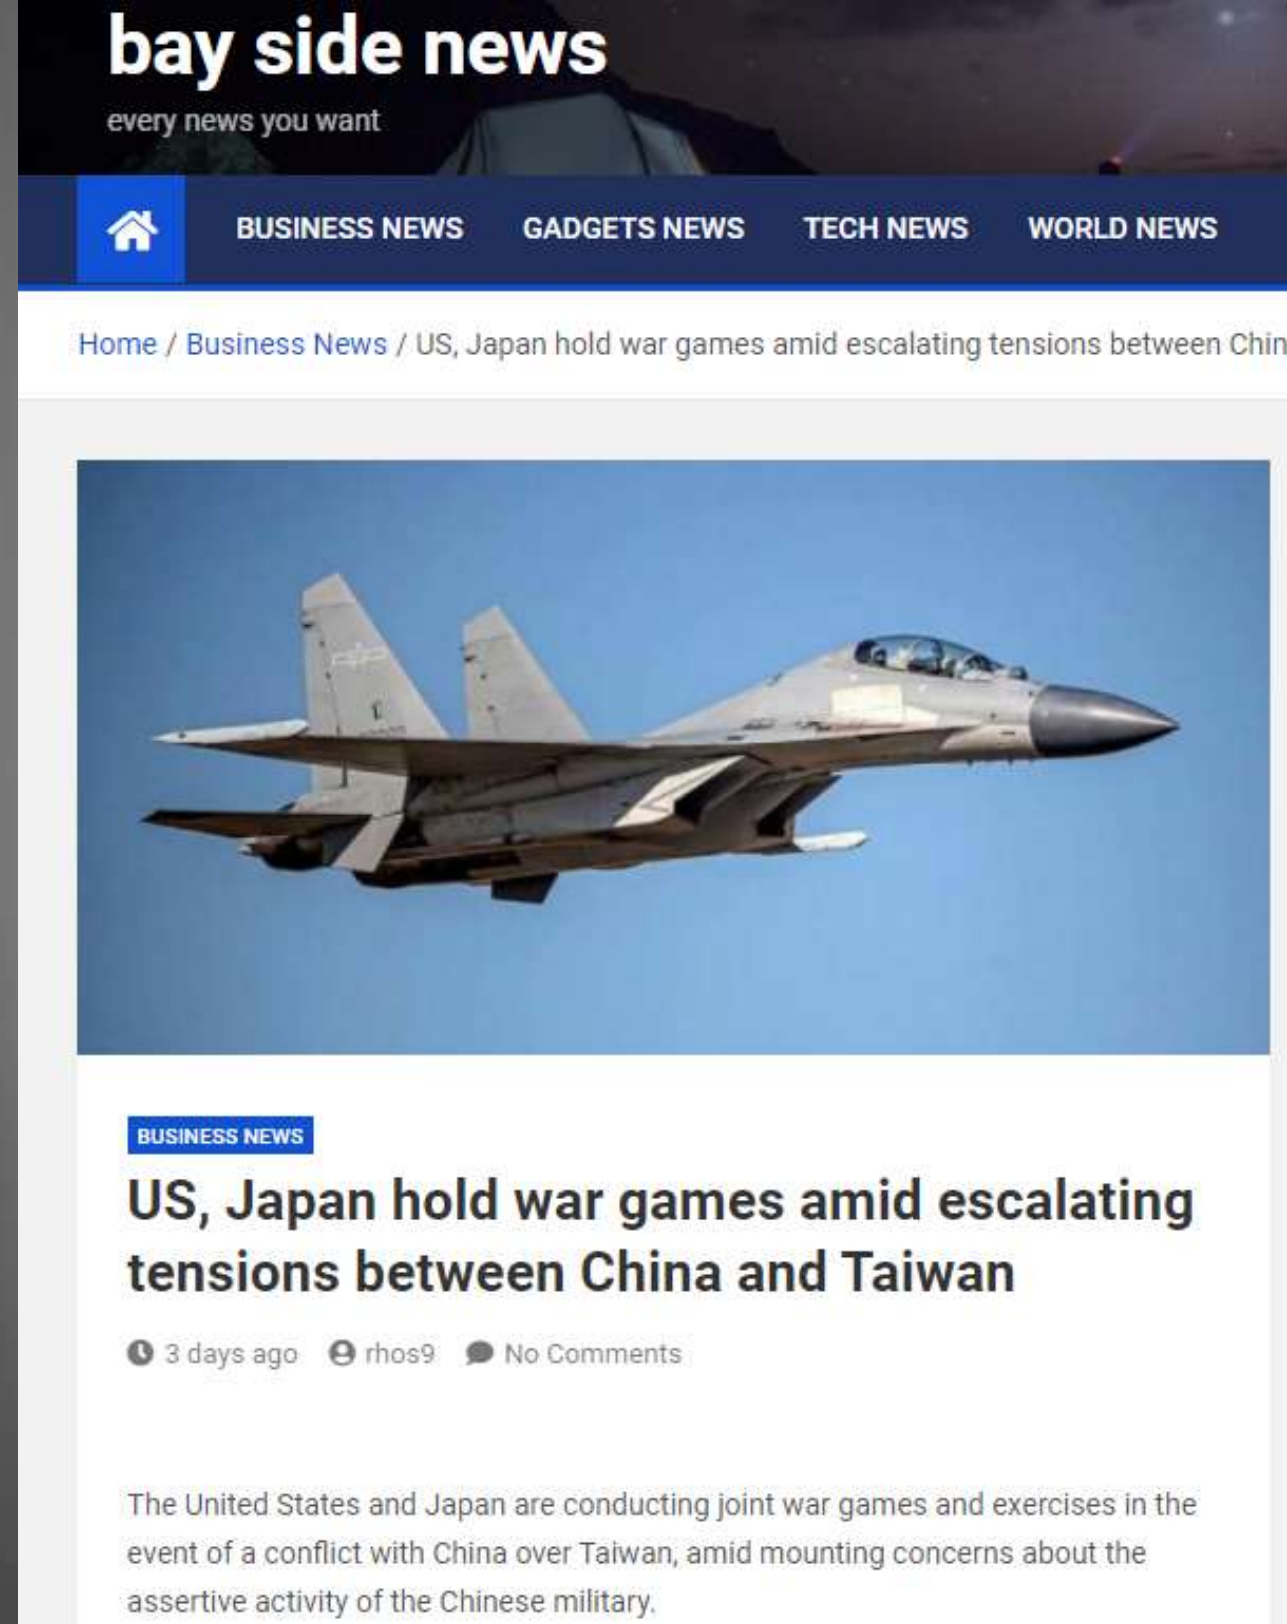 bay side news
every news you want
BUSINESS NEWS GADGETS NEWS TECH NEWS WORLD NEWS
Home / Business News / US, Japan hold war games amid escalating tensions between Chin
BUSINESS NEWS
US, Japan hold war games amid escalating
tensions between China and Taiwan
3 days ago rhos9 No Comments
The United States and Japan are conducting joint war games and exercises in the
event of a conflict with China over Taiwan, amid mounting concerns about the
assertive activity of the Chinese military.